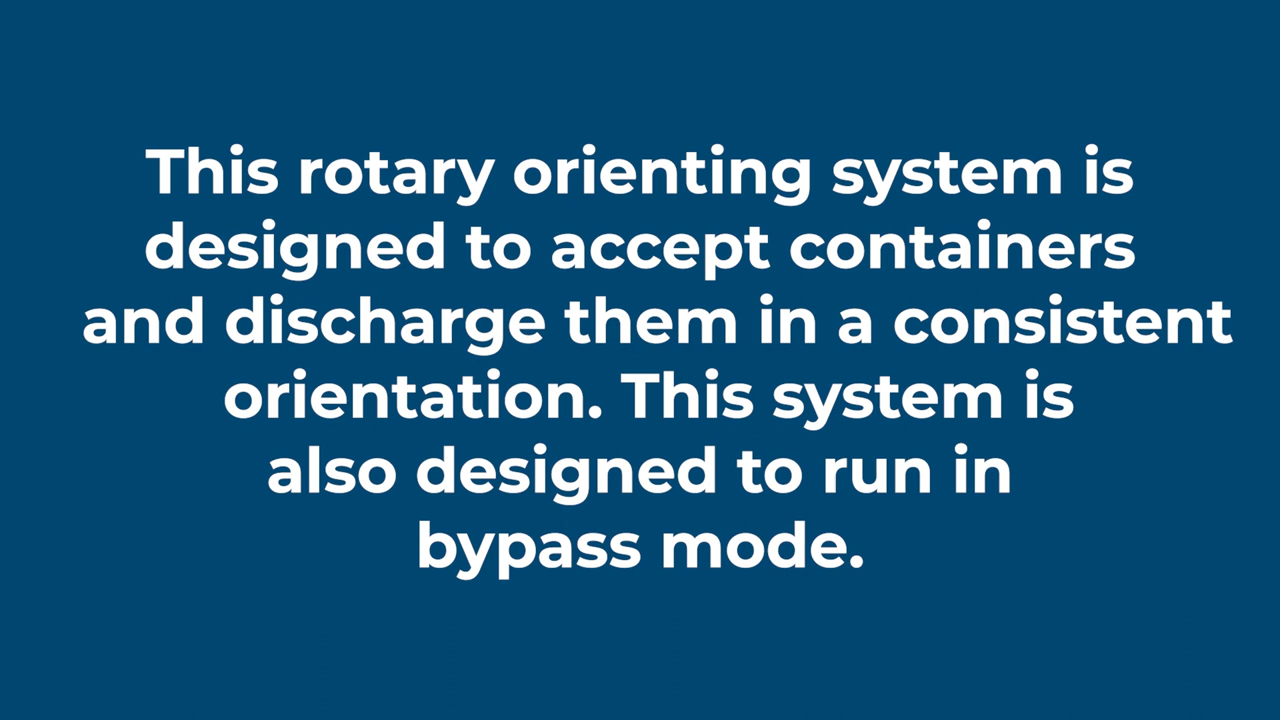 This rotary orienting system is
designed to accept containers
and discharge them in a consistent
orientation. This system is
also designed to run in
bypass mode.